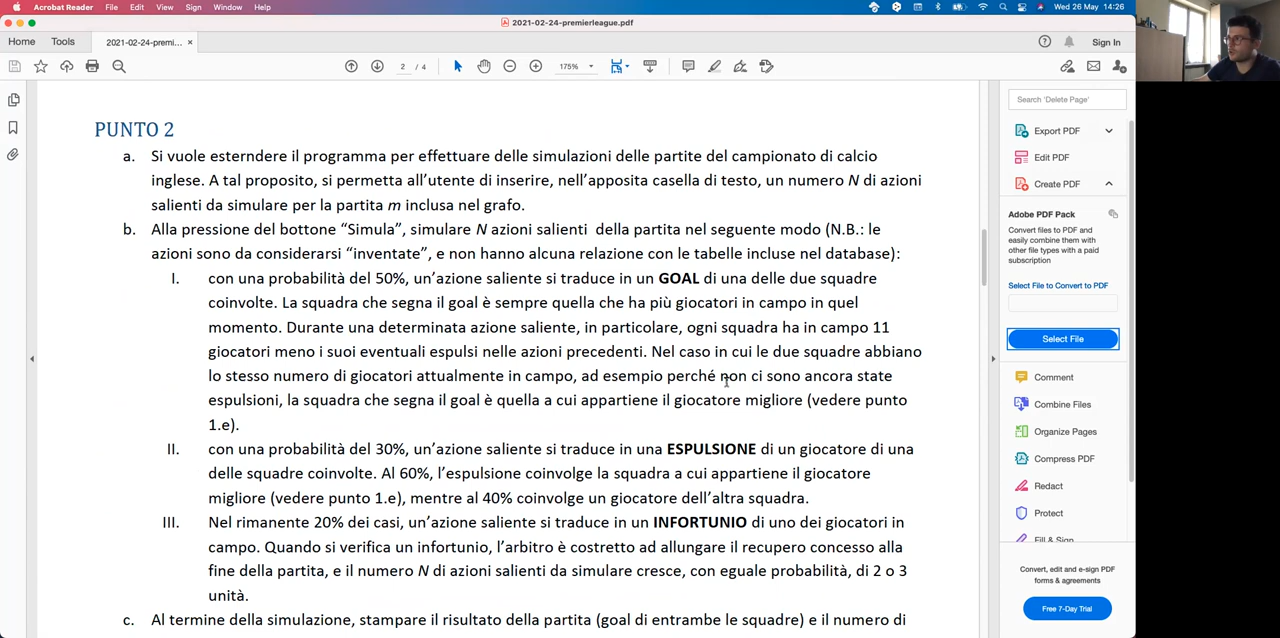 Acrobat Reader File Edit View Sign Window Help Wed 26 May 14:26
2021-02-24-premierleague.pdf
Home Tools 2021-02-24-premi... × Sign In
2 / 4 175%
PUNTO 2
a. Si vuole esterndere il programma per effettuare delle simulazioni delle partite del campionato di calcio
inglese. A tal proposito, si permetta all'utente di inserire, nell'apposita casella di testo, un numero N di azioni
salienti da simulare per la partita m inclusa nel grafo.
b. Alla pressione del bottone “Simula”, simulare N azioni salienti della partita nel seguente modo (N.B.: le
azioni sono da considerarsi “inventate”, e non hanno alcuna relazione con le tabelle incluse nel database):
I. con una probabilità del 50%, un'azione saliente si traduce in un GOAL di una delle due squadre
coinvolte. La squadra che segna il goal è sempre quella che ha più giocatori in campo in quel
momento. Durante una determinata azione saliente, in particolare, ogni squadra ha in campo 11
giocatori meno i suoi eventuali espulsi nelle azioni precedenti. Nel caso in cui le due squadre abbiano
lo stesso numero di giocatori attualmente in campo, ad esempio perché non ci sono ancora state
espulsioni, la squadra che segna il goal è quella a cui appartiene il giocatore migliore (vedere punto
1.e).
II. con una probabilità del 30%, un'azione saliente si traduce in una ESPULSIONE di un giocatore di una
delle squadre coinvolte. Al 60%, l'espulsione coinvolge la squadra a cui appartiene il giocatore
migliore (vedere punto 1.e), mentre al 40% coinvolge un giocatore dell'altra squadra.
III. Nel rimanente 20% dei casi, un'azione saliente si traduce in un INFORTUNIO di uno dei giocatori in
campo. Quando si verifica un infortunio, l'arbitro è costretto ad allungare il recupero concesso alla
fine della partita, e il numero N di azioni salienti da simulare cresce, con eguale probabilità, di 2 o 3
unità.
c. Al termine della simulazione, stampare il risultato della partita (goal di entrambe le squadre) e il numero di
Search 'Delete Page'
Export PDF
Edit PDF
Create PDF
Adobe PDF Pack
Convert files to PDF and
easily combine them with
other file types with a paid
subscription
Select File to Convert to PDF
Select File
Comment
Combine Files
Organize Pages
Compress PDF
Redact
Protect
Fill & Sign
Convert, edit and e-sign PDF
forms & agreements
Free 7-Day Trial